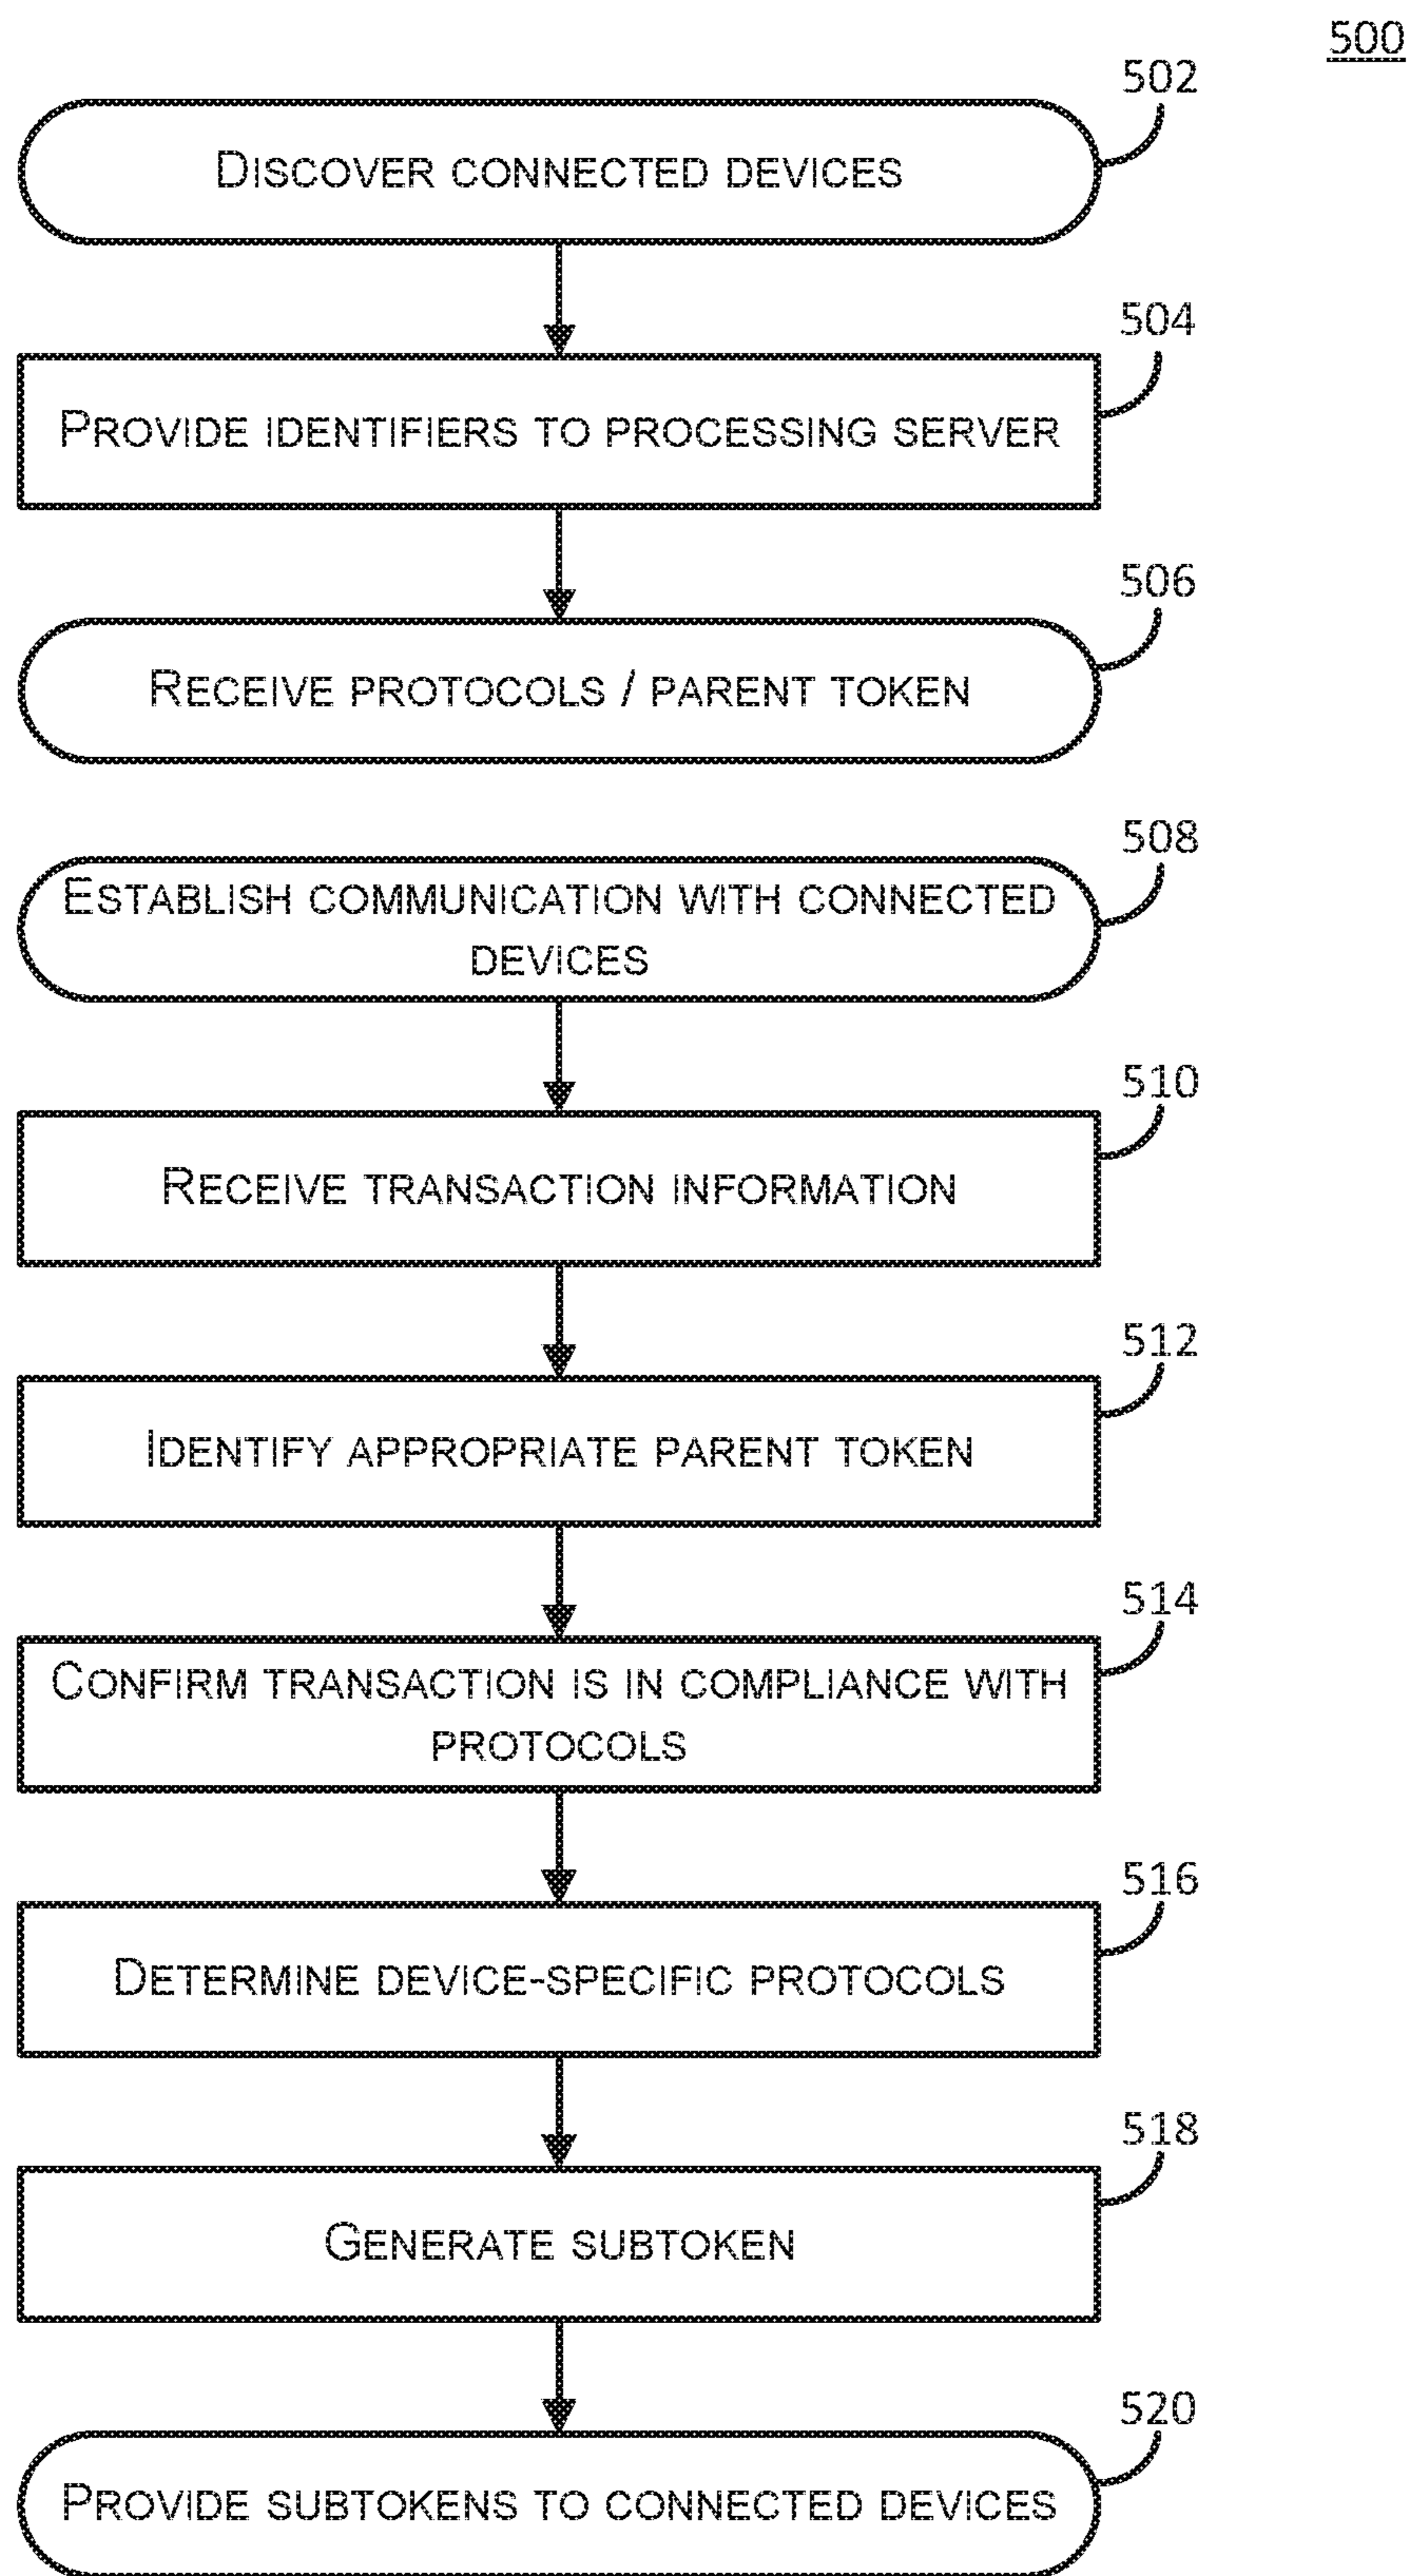 500
502
DISCOVER CONNECTED DEVICES
504
PROVIDE IDENTIFIERS TO PROCESSING SERVER
506
RECEIVE PROTOCOLS / PARENT TOKEN
508
ESTABLISH COMMUNICATION WITH CONNECTED
DEVICES
510
RECEIVE TRANSACTION INFORMATION
512
IDENTIFY APPROPRIATE PARENT TOKEN
514
CONFIRM TRANSACTION IS IN COMPLIANCE WITH
PROTOCOLS
516
DETERMINE DEVICE-SPECIFIC PROTOCOLS
518
GENERATE SUBTOKEN
520
PROVIDE SUBTOKENS TO CONNECTED DEVICES